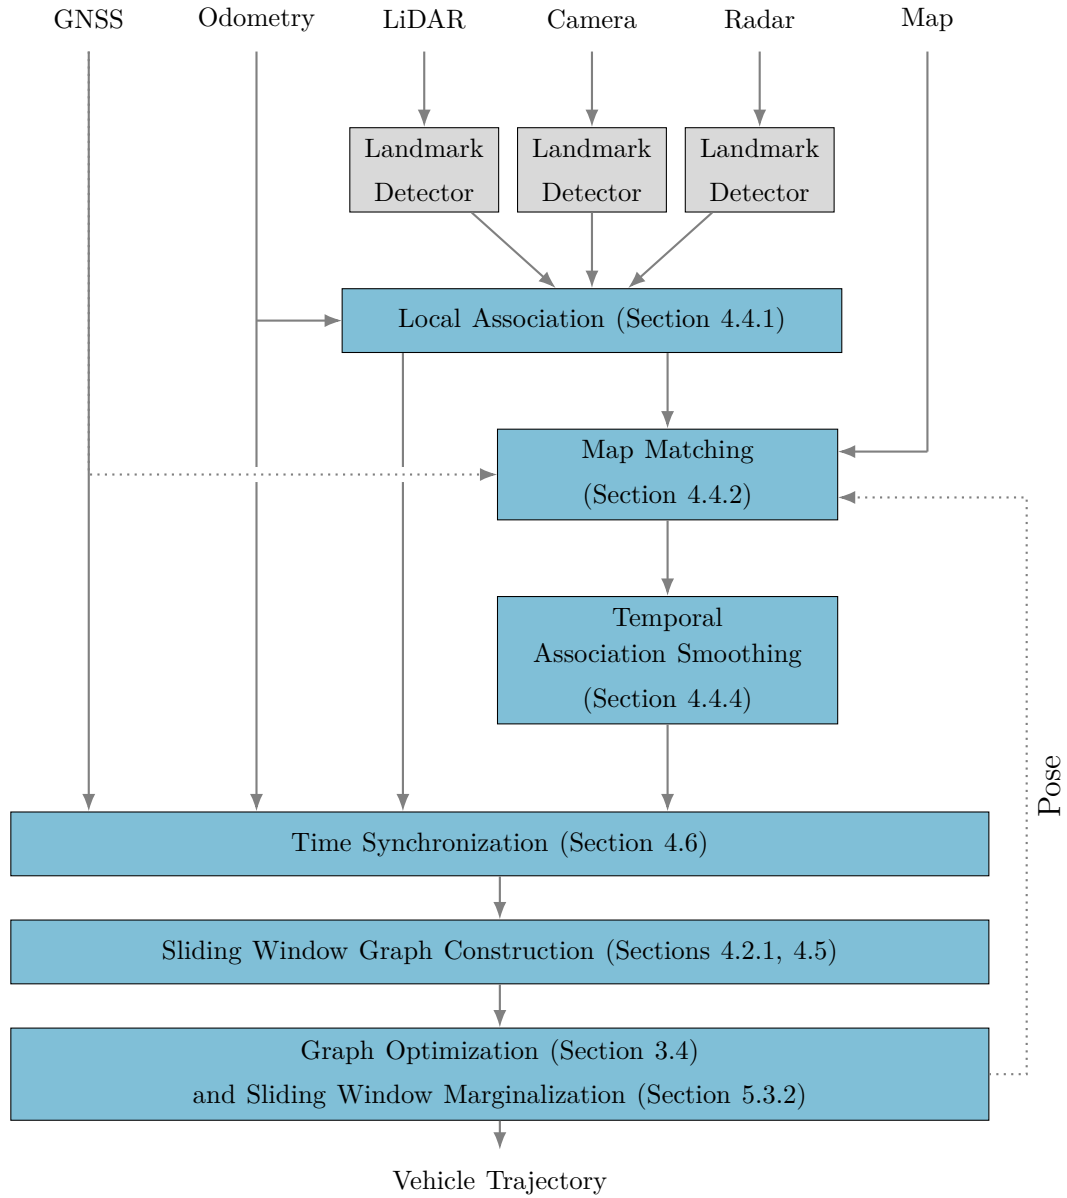 GNSS
Odometry
LiDAR
Camera
Radar
Map
Landmark
Detector
Landmark
Detector
Landmark
Detector
Local Association (Section 4.4.1)
Map Matching
(Section 4.4.2)
Temporal
Association Smoothing
(Section 4.4.4)
Pose
Time Synchronization (Section 4.6)
Sliding Window Graph Construction (Sections 4.2.1, 4.5)
Graph Optimization (Section 3.4)
and Sliding Window Marginalization (Section 5.3.2)
Vehicle Trajectory